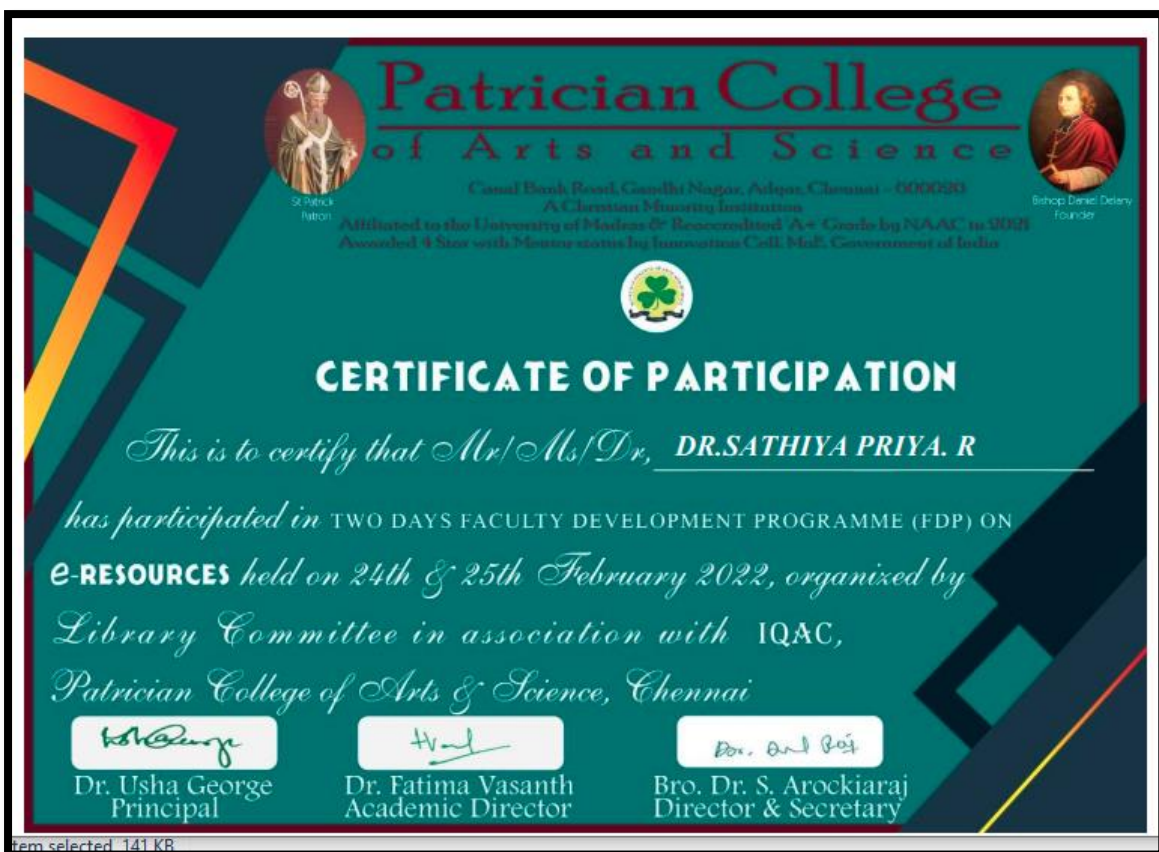 Patrician College
of Arts and Science
Canal Bank Road, Gandhi Nagar, Adyar, Chennai - 600020
A Christian Minority Institution
Affiliated to the University of Madras & Reaccredited 'A+' Grade by NAAC in 2021
Awarded 4 Star with Mentor status by Innovation Cell, MoE, Government of India
St Patrick
Patron
Bishop Daniel Delany
Founder
CERTIFICATE OF PARTICIPATION
This is to certify that Mr/Ms/Dr, DR.SATHIYA PRIYA. R
has participated in TWO DAYS FACULTY DEVELOPMENT PROGRAMME (FDP) ON
e-RESOURCES held on 24th & 25th February 2022, organized by
Library Committee in association with IQAC,
Patrician College of Arts & Science, Chennai
Dr. Usha George
Principal
Dr. Fatima Vasanth
Academic Director
Bro. Dr. S. Arockiaraj
Director & Secretary
tem selected 141 KB